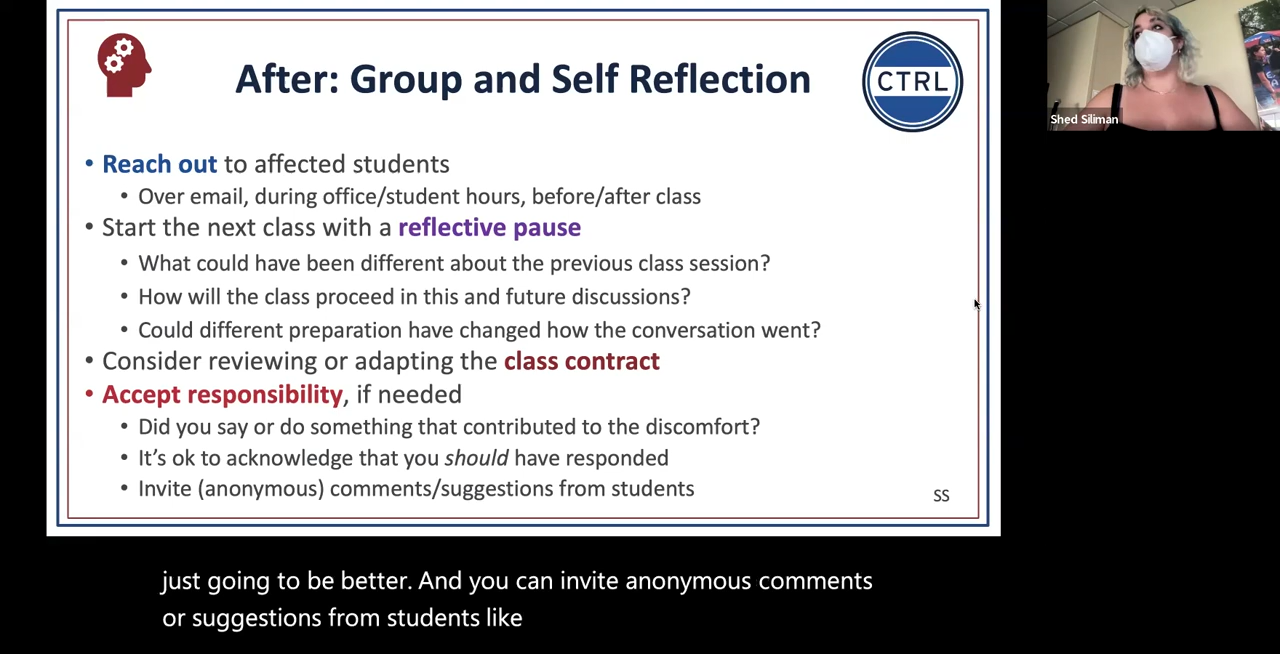 After: Group and Self Reflection
CTRL
• Reach out to affected students
• Over email, during office/student hours, before/after class
• Start the next class with a reflective pause
• What could have been different about the previous class session?
• How will the class proceed in this and future discussions?
• Could different preparation have changed how the conversation went?
• Consider reviewing or adapting the class contract
• Accept responsibility, if needed
• Did you say or do something that contributed to the discomfort?
• It's ok to acknowledge that you should have responded
• Invite (anonymous) comments/suggestions from students
SS
Shed Siliman
just going to be better. And you can invite anonymous comments
or suggestions from students like